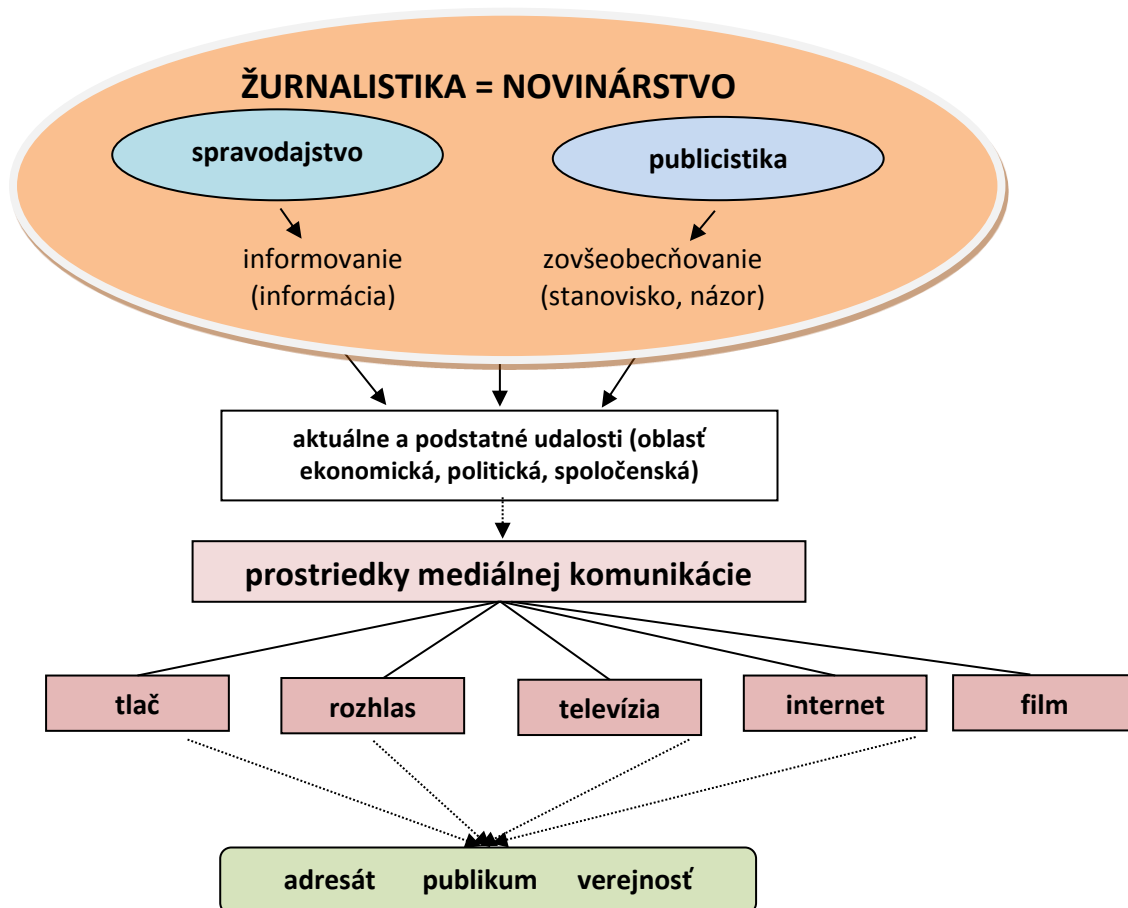 ŽURNALISTIKA = NOVINÁRSTVO
spravodajstvo
publicistika
informovanie
(informácia)
zovšeobecňovanie
(stanovisko, názor)
aktuálne a podstatné udalosti (oblasť
ekonomická, politická, spoločenská)
prostriedky mediálnej komunikácie
tlač
rozhlas
televízia
internet
film
adresát publikum verejnosť